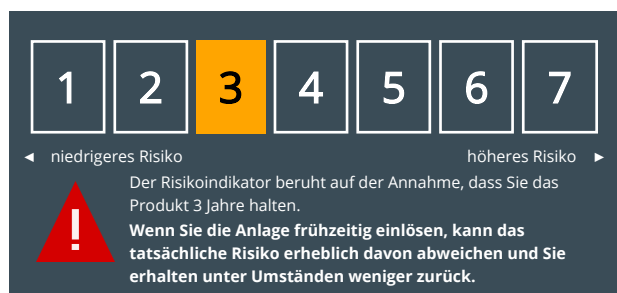 1 2 3 4 5 6 7
◄ niedrigeres Risiko höheres Risiko ►
Der Risikoindikator beruht auf der Annahme, dass Sie das
Produkt 3 Jahre halten.
!
Wenn Sie die Anlage frühzeitig einlösen, kann das
tatsächliche Risiko erheblich davon abweichen und Sie
erhalten unter Umständen weniger zurück.